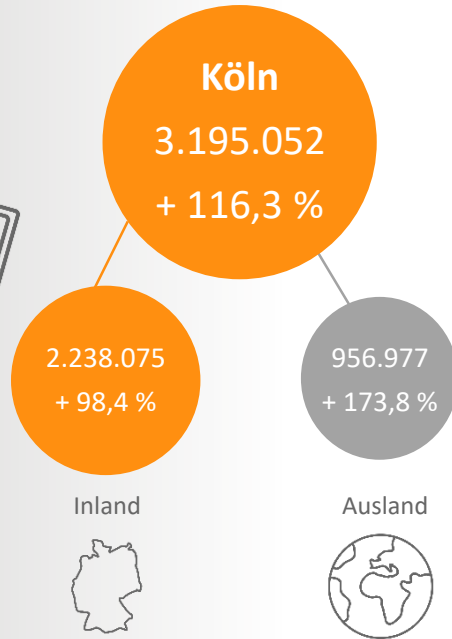 Köln
3.195.052
+ 116,3 %
2.238.075
+ 98,4 %
956.977
+ 173,8 %
Inland
Ausland